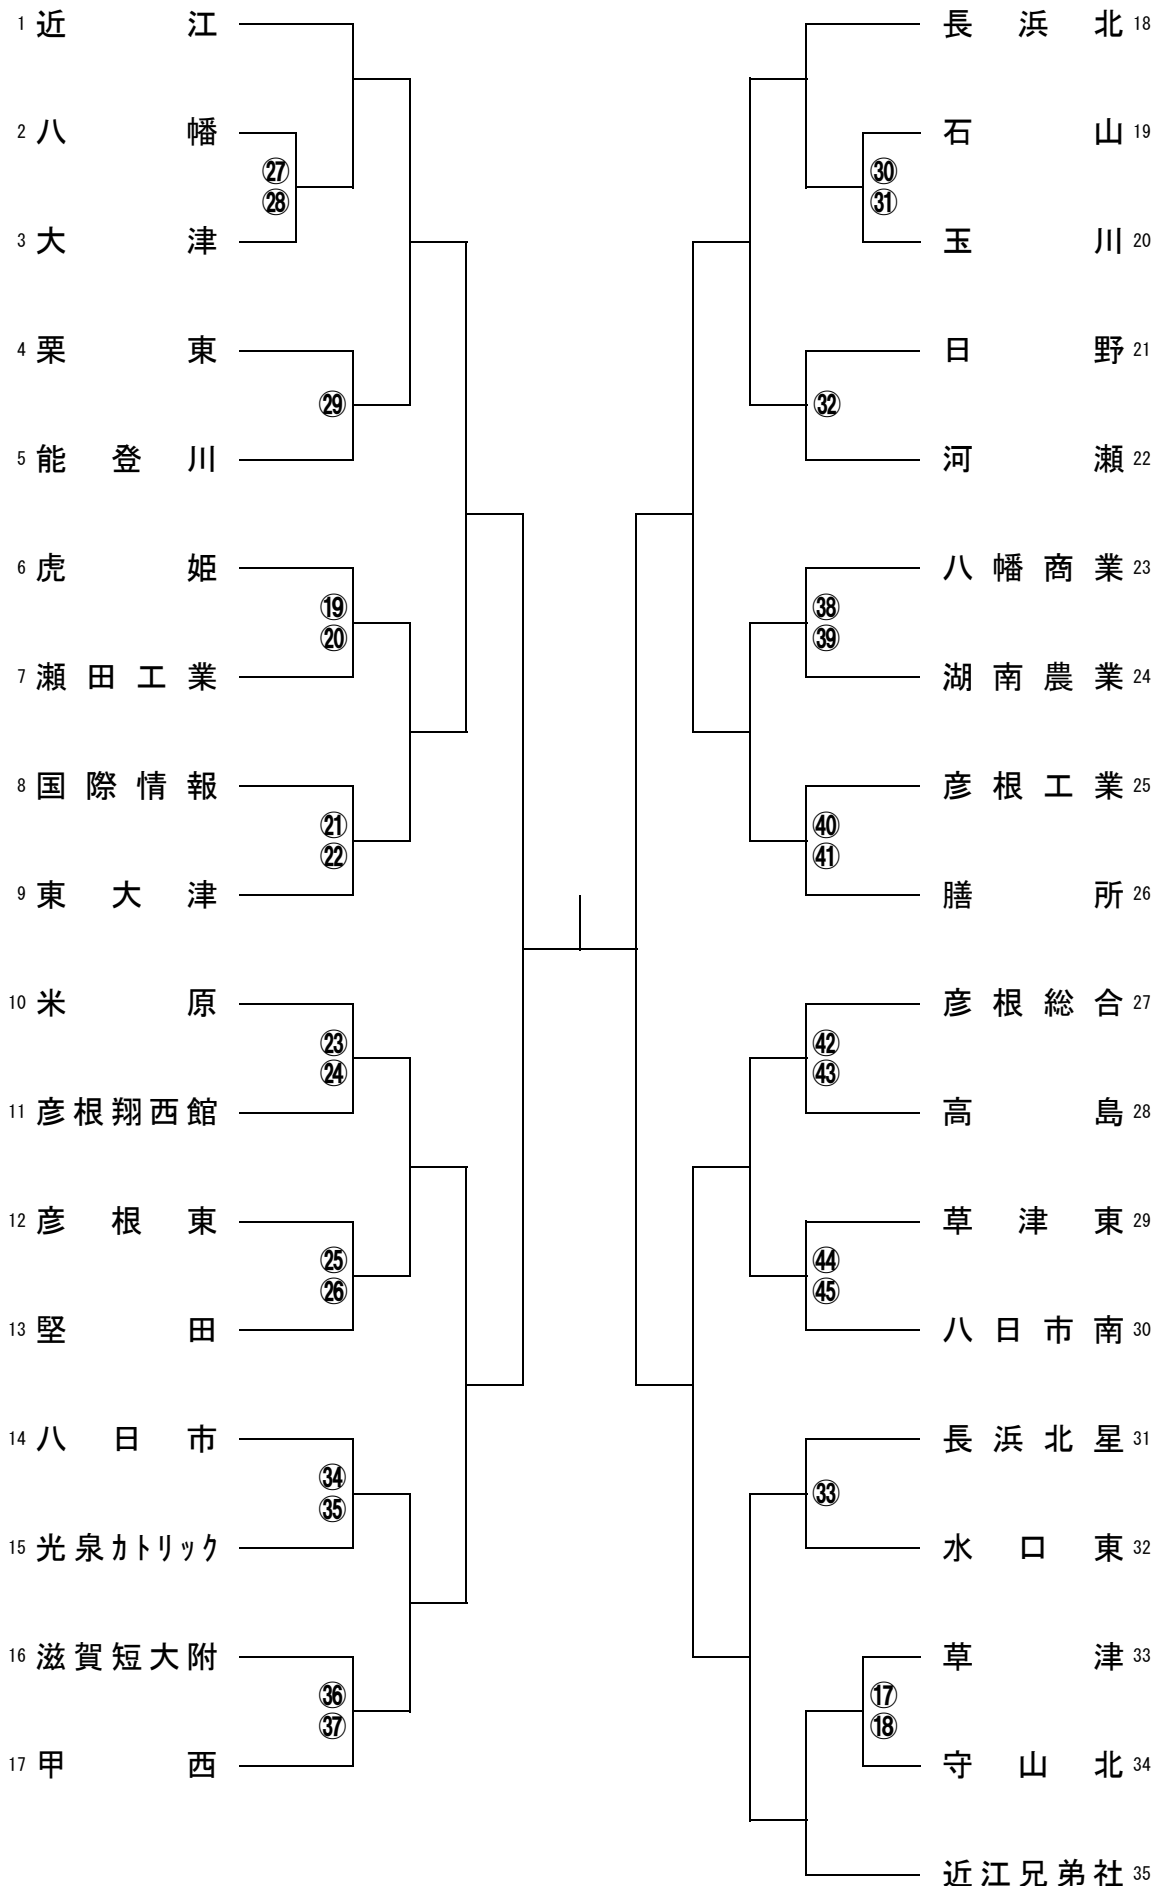 1 近江
2 八幡
㉗
㉘
3 大津
4 栗東
㉙
5 能登川
6 虎姫
⑲
⑳
7 瀬田工業
8 国際情報
㉑
㉒
9 東大津
10 米原
㉓
㉔
11 彦根翔西館
12 彦根東
㉕
㉖
13 堅田
14 八日市
㉞
㉟
15 光泉ｶﾄﾘｯｸ
16 滋賀短大附
㊱
㊲
17 甲西
長浜北 18
石山 19
㉚
㉛
玉川 20
日野 21
㉜
河瀬 22
八幡商業 23
㊳
㊴
湖南農業 24
彦根工業 25
㊵
㊶
膳所 26
彦根総合 27
㊷
㊸
高島 28
草津東 29
㊹
㊺
八日市南 30
長浜北星 31
㉝
水口東 32
草津 33
⑰
⑱
守山北 34
近江兄弟社 35